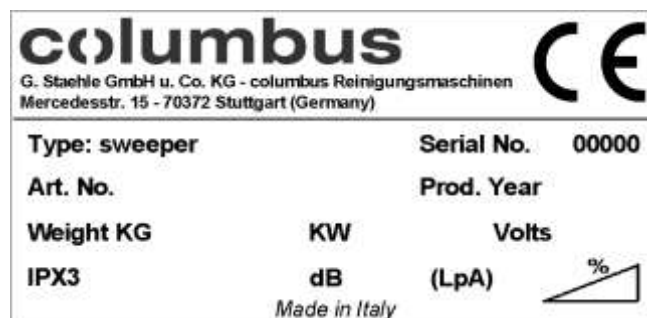 columbus
CE
G. Staehle GmbH u. Co. KG - columbus Reinigungsmaschinen
Mercedesstr. 15 - 70372 Stuttgart (Germany)
Type: sweeper Serial No. 00000
Art. No. Prod. Year
Weight KG KW Volts
IPX3 dB (LpA) %
Made in Italy